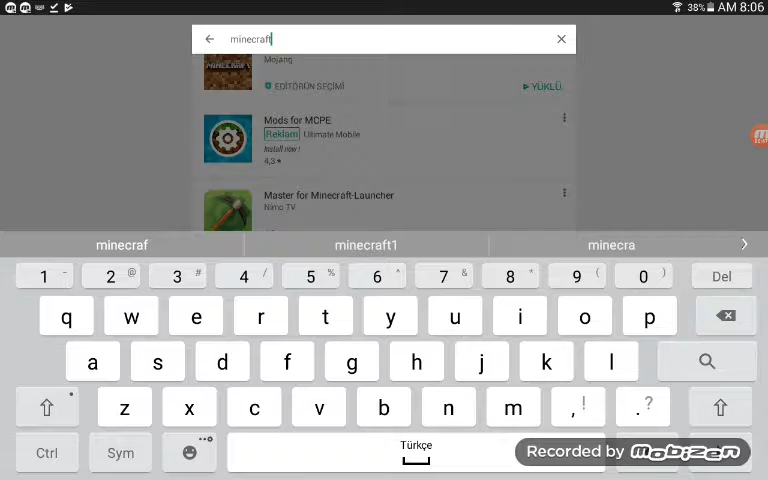 38% AM 8:06
minecraft
Mojang
EDİTÖRÜN SEÇİMİ
YÜKLÜ
Mods for MCPE
Reklam Ultimate Mobile
Install now !
4,3
Master for Minecraft-Launcher
Nimo TV
minecraf minecraft1 minecra
1 - 2 @ 3 # 4 / 5 % 6 ^ 7 & 8 * 9 ( 0 ) Del
q w e r t y u i o p
a s d f g h j k l
z x c v b n m , ! . ?
Ctrl Sym Türkçe
Recorded by Mobizen